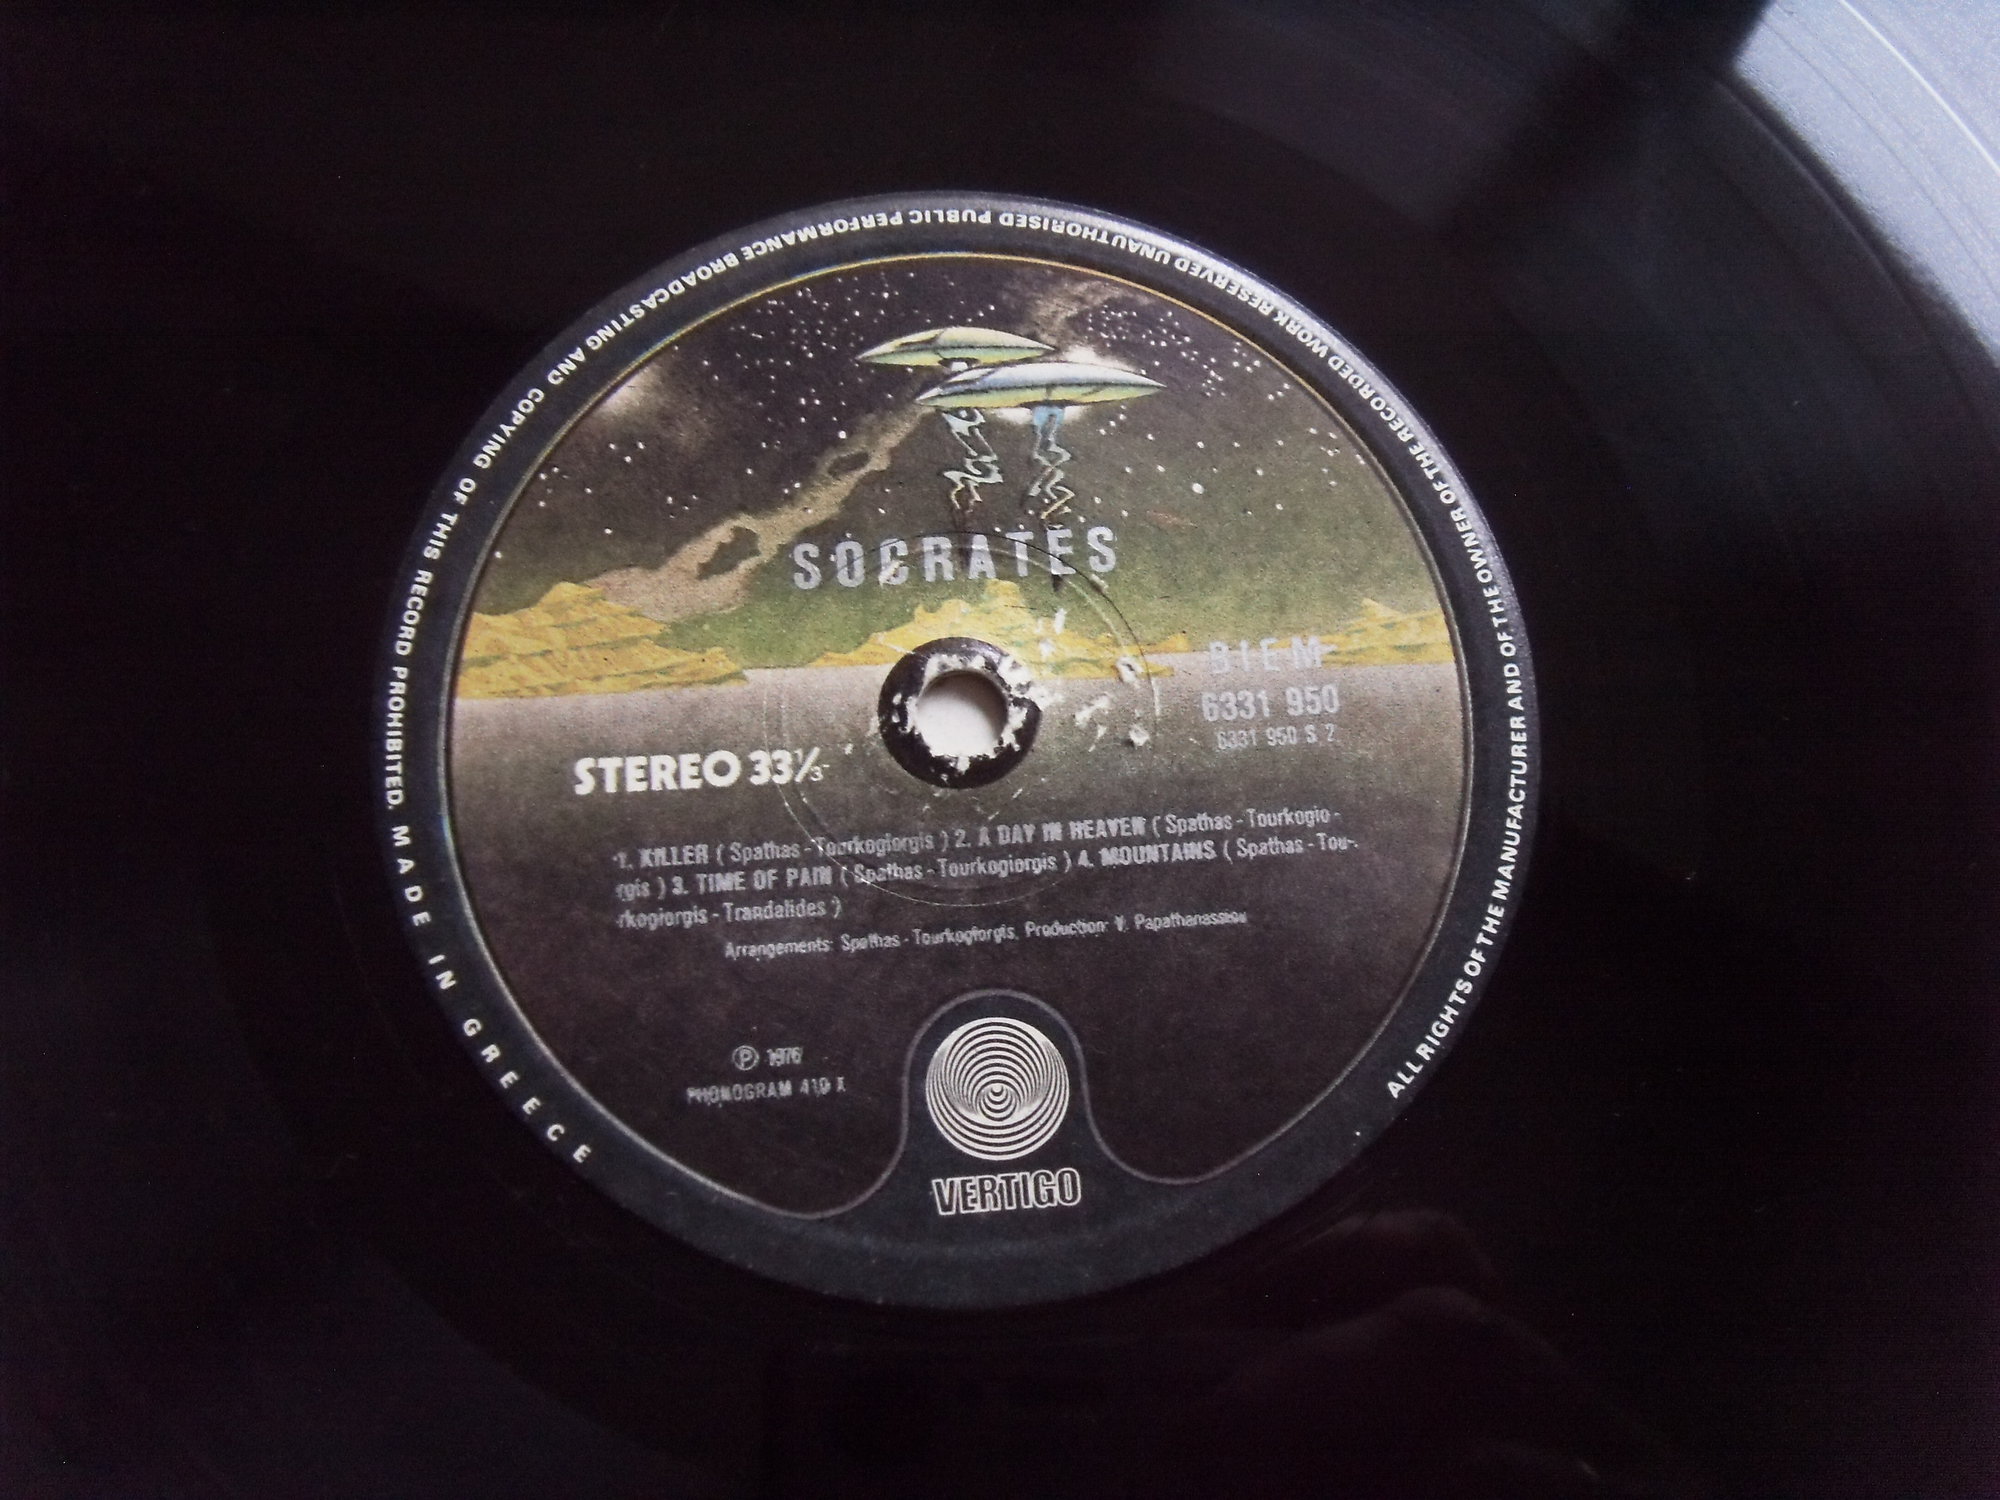 ALL RIGHTS OF THE MANUFACTURER AND OF THE OWNER OF THE RECORDED WORK RESERVED UNAUTHORISED PUBLIC PERFORMANCE BROADCASTING AND COPYING OF THIS RECORD PROHIBITED. MADE IN GREECE
SOCRATES
BIEM
6331 950
6331 950 S 2
STEREO 33⅓
1. KILLER ( Spathas - Tourkogiorgis ) 2. A DAY IN HEAVEN ( Spathas - Tourkogio -
rgis ) 3. TIME OF PAIN ( Spathas - Tourkogiorgis ) 4. MOUNTAINS ( Spathas - Tou-
rkogiorgis - Trandalides )
Arrangements: Spathas - Tourkogiorgis, Production: V. Papathanassiou
℗ 1976
PHONOGRAM 410 X
VERTIGO